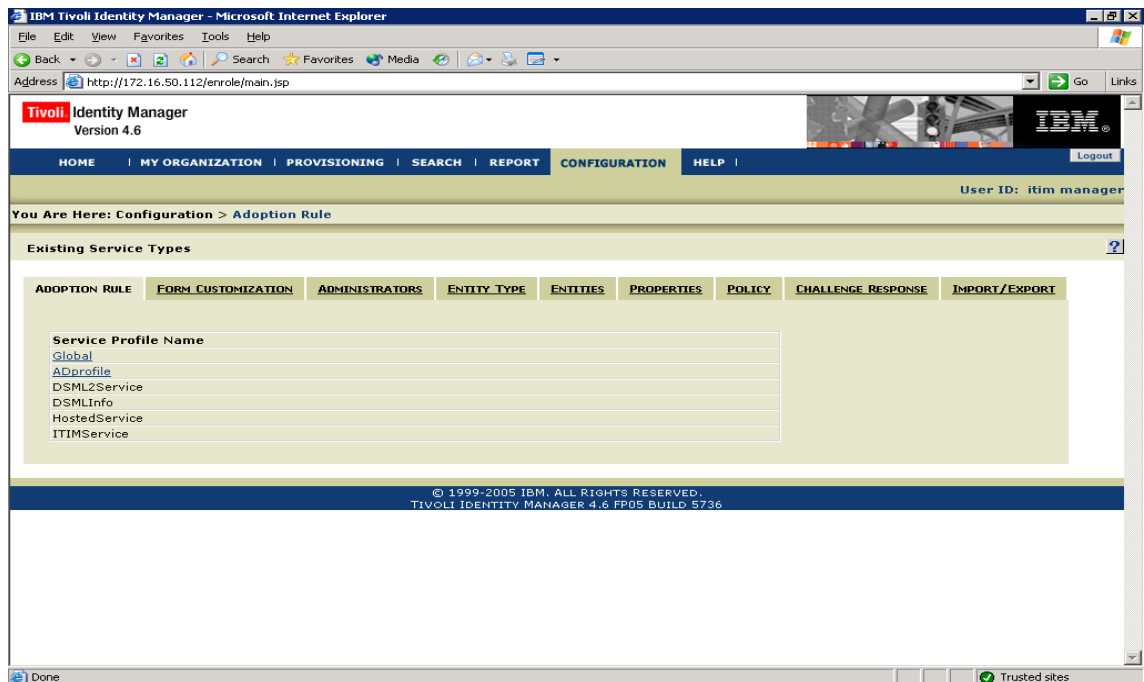 IBM Tivoli Identity Manager - Microsoft Internet Explorer
File Edit View Favorites Tools Help
Back Search Favorites Media
Address http://172.16.50.112/enrole/main.jsp Go Links
Tivoli. Identity Manager
Version 4.6
IBM®
HOME | MY ORGANIZATION | PROVISIONING | SEARCH | REPORT CONFIGURATION HELP | Logout
User ID: itim manager
You Are Here: Configuration > Adoption Rule
Existing Service Types ?
ADOPTION RULE FORM CUSTOMIZATION ADMINISTRATORS ENTITY TYPE ENTITIES PROPERTIES POLICY CHALLENGE RESPONSE IMPORT/EXPORT
Service Profile Name
Global
ADprofile
DSML2Service
DSMLInfo
HostedService
ITIMService
© 1999-2005 IBM. ALL RIGHTS RESERVED.
TIVOLI IDENTITY MANAGER 4.6 FP05 BUILD 5736
Done Trusted sites